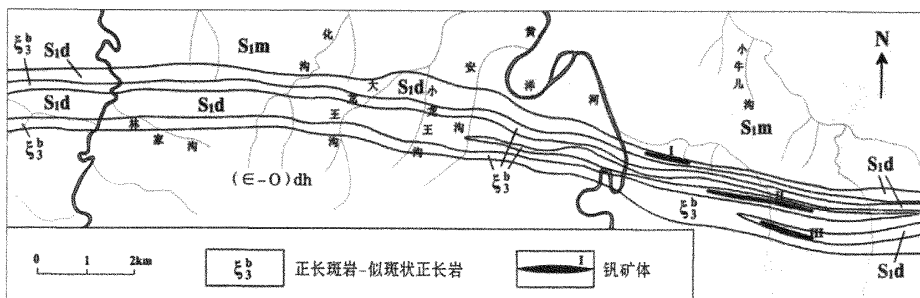 S₁m
化沟
黄洋河
安沟
小牛儿沟
N
ξ₃ᵇ
S₁d
大龙王沟
S₁d
小龙王沟
S₁d
S₁d
I
S₁m
ξ₃ᵇ
林家沟
ξ₃ᵇ
S₁d
(∈-O)dh
ξ₃ᵇ
II
III
S₁d
0 1 2km
ξ₃ᵇ 正长斑岩-似斑状正长岩
I 钒矿体